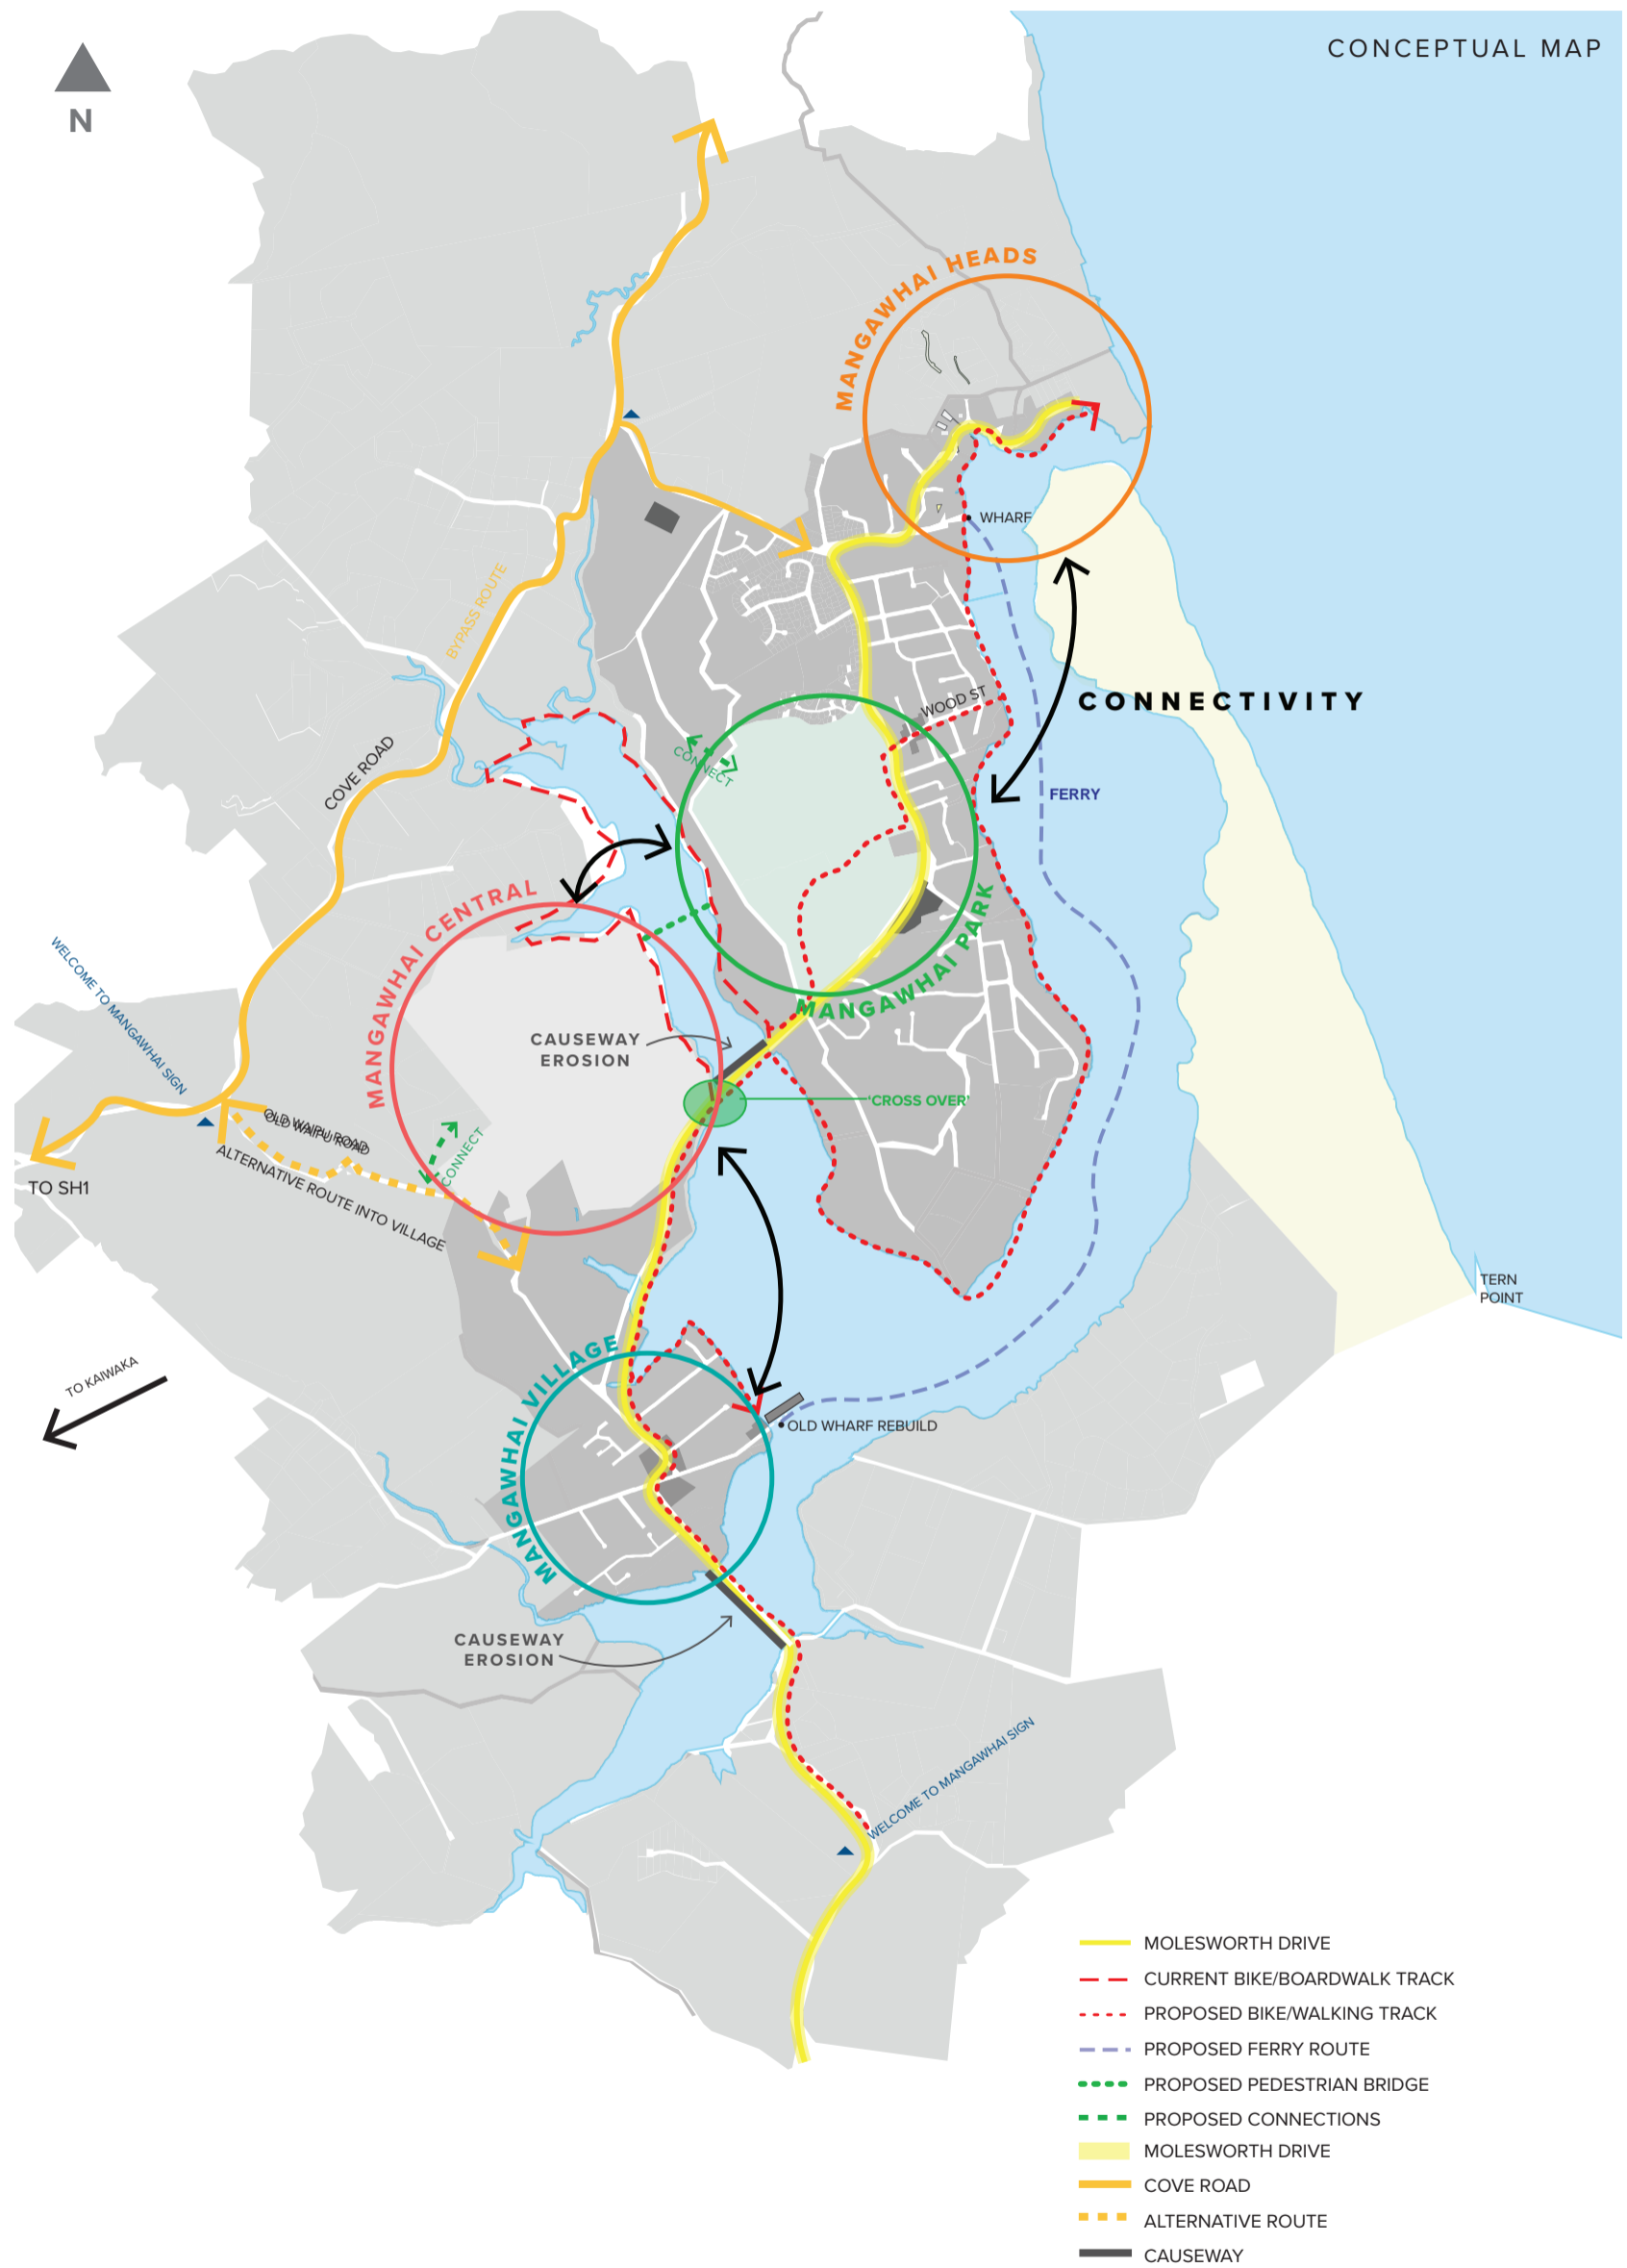 CONCEPTUAL MAP
N
MANGAWHAI HEADS
WHARF
BYPASS ROUTE
WOOD ST
CONNECTIVITY
CONNECT
COVE ROAD
FERRY
MANGAWHAI CENTRAL
MANGAWHAI PARK
WELCOME TO MANGAWHAI SIGN
CAUSEWAY
EROSION
'CROSS OVER'
OLD WAIPU ROAD
OLD WAIPU ROAD
CONNECT
ALTERNATIVE ROUTE INTO VILLAGE
TO SH1
TERN
POINT
TO KAIWAKA
MANGAWHAI VILLAGE
OLD WHARF REBUILD
CAUSEWAY
EROSION
WELCOME TO MANGAWHAI SIGN
MOLESWORTH DRIVE
CURRENT BIKE/BOARDWALK TRACK
PROPOSED BIKE/WALKING TRACK
PROPOSED FERRY ROUTE
PROPOSED PEDESTRIAN BRIDGE
PROPOSED CONNECTIONS
MOLESWORTH DRIVE
COVE ROAD
ALTERNATIVE ROUTE
CAUSEWAY